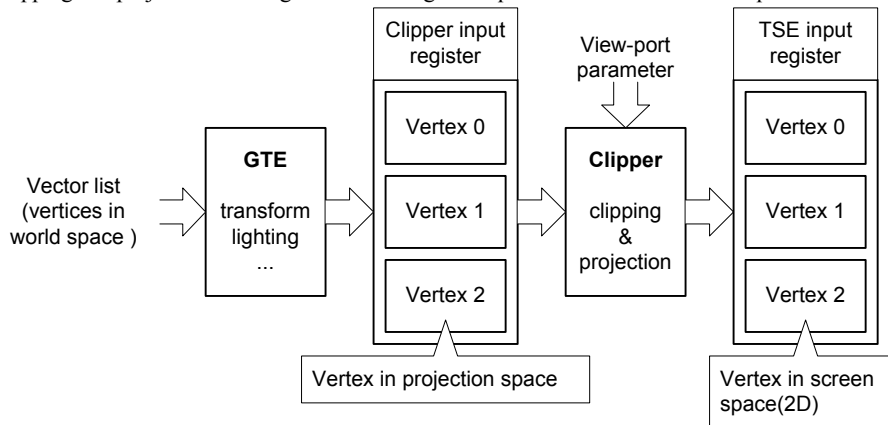 Clipper input
register
View-port
parameter
TSE input
register
Vector list
(vertices in
world space )
GTE
transform
lighting
...
Vertex 0
Vertex 1
Vertex 2
Clipper
clipping
&
projection
Vertex 0
Vertex 1
Vertex 2
Vertex in projection space
Vertex in screen
space(2D)